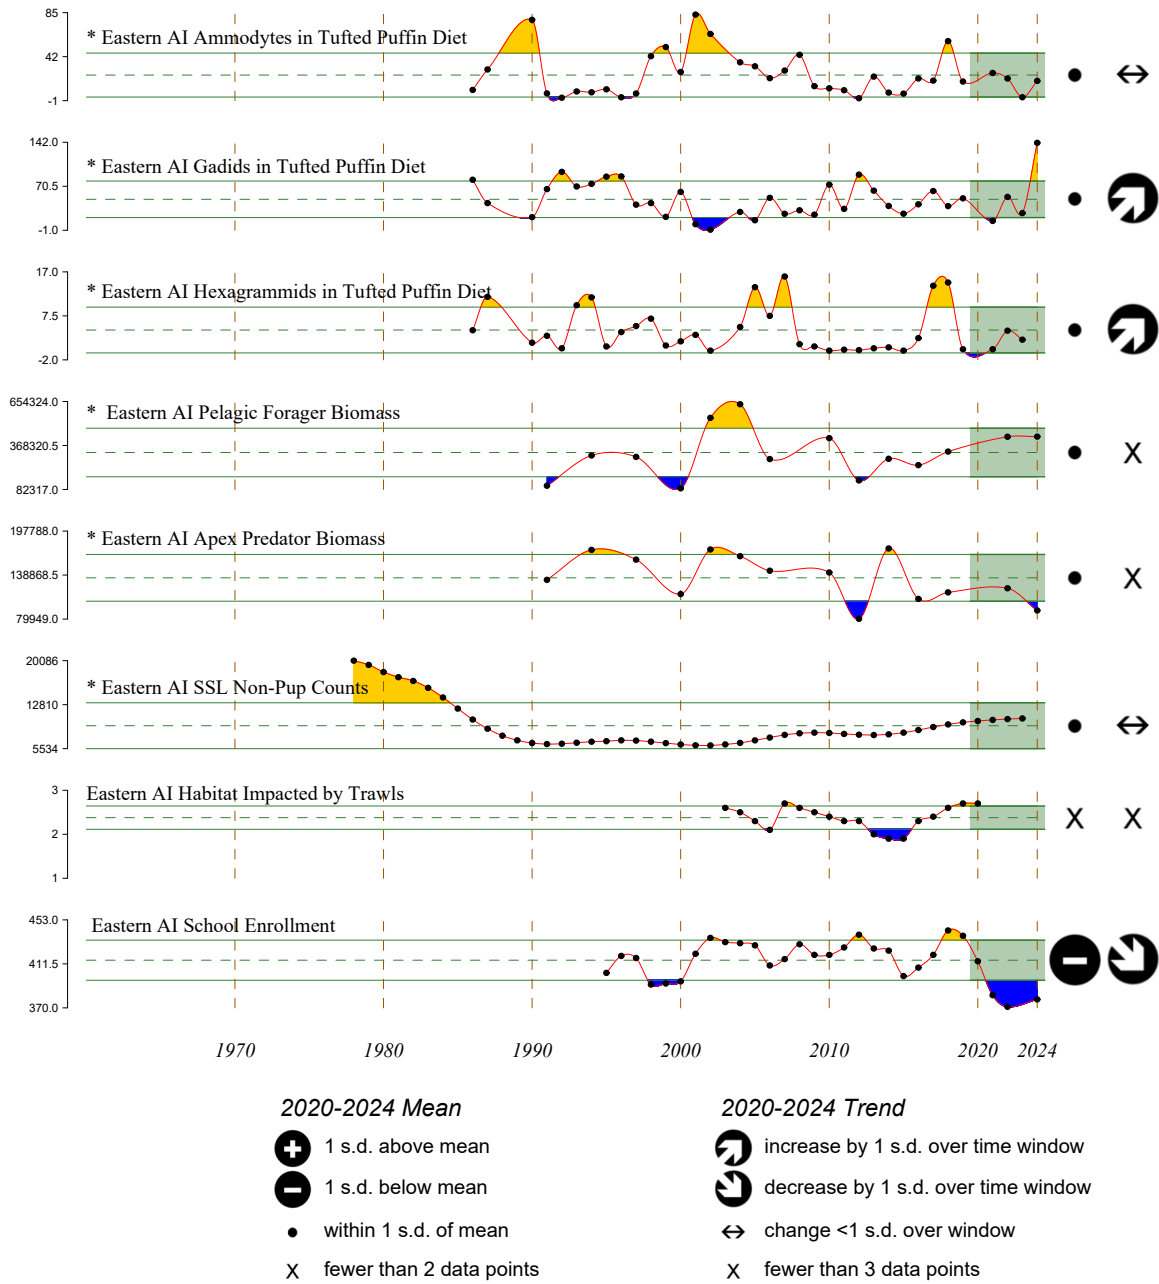 85
* Eastern AI Ammodytes in Tufted Puffin Diet
42
-1
142.0
* Eastern AI Gadids in Tufted Puffin Diet
70.5
-1.0
17.0
* Eastern AI Hexagrammids in Tufted Puffin Diet
7.5
-2.0
654324.0
* Eastern AI Pelagic Forager Biomass
368320.5
X
82317.0
197788.0
* Eastern AI Apex Predator Biomass
138868.5
X
79949.0
20086
* Eastern AI SSL Non-Pup Counts
12810
5534
3
Eastern AI Habitat Impacted by Trawls
2
X X
1
453.0
Eastern AI School Enrollment
411.5
370.0
1970 1980 1990 2000 2010 2020 2024
2020-2024 Mean
1 s.d. above mean
1 s.d. below mean
within 1 s.d. of mean
X fewer than 2 data points
2020-2024 Trend
increase by 1 s.d. over time window
decrease by 1 s.d. over time window
change <1 s.d. over window
X fewer than 3 data points